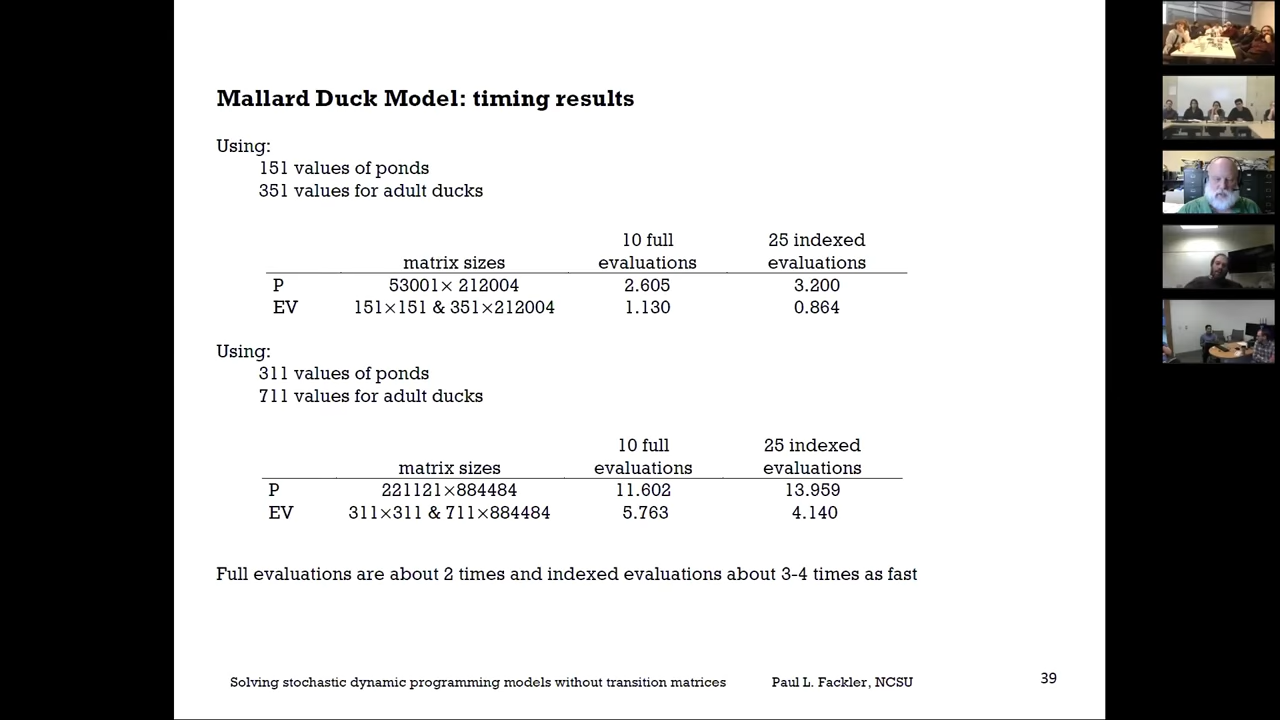 Mallard Duck Model: timing results
Using:
151 values of ponds
351 values for adult ducks
10 full 25 indexed
matrix sizes evaluations evaluations
P 53001× 212004 2.605 3.200
EV 151×151 & 351×212004 1.130 0.864
Using:
311 values of ponds
711 values for adult ducks
10 full 25 indexed
matrix sizes evaluations evaluations
P 221121×884484 11.602 13.959
EV 311×311 & 711×884484 5.763 4.140
Full evaluations are about 2 times and indexed evaluations about 3-4 times as fast
Solving stochastic dynamic programming models without transition matrices Paul L. Fackler, NCSU 39